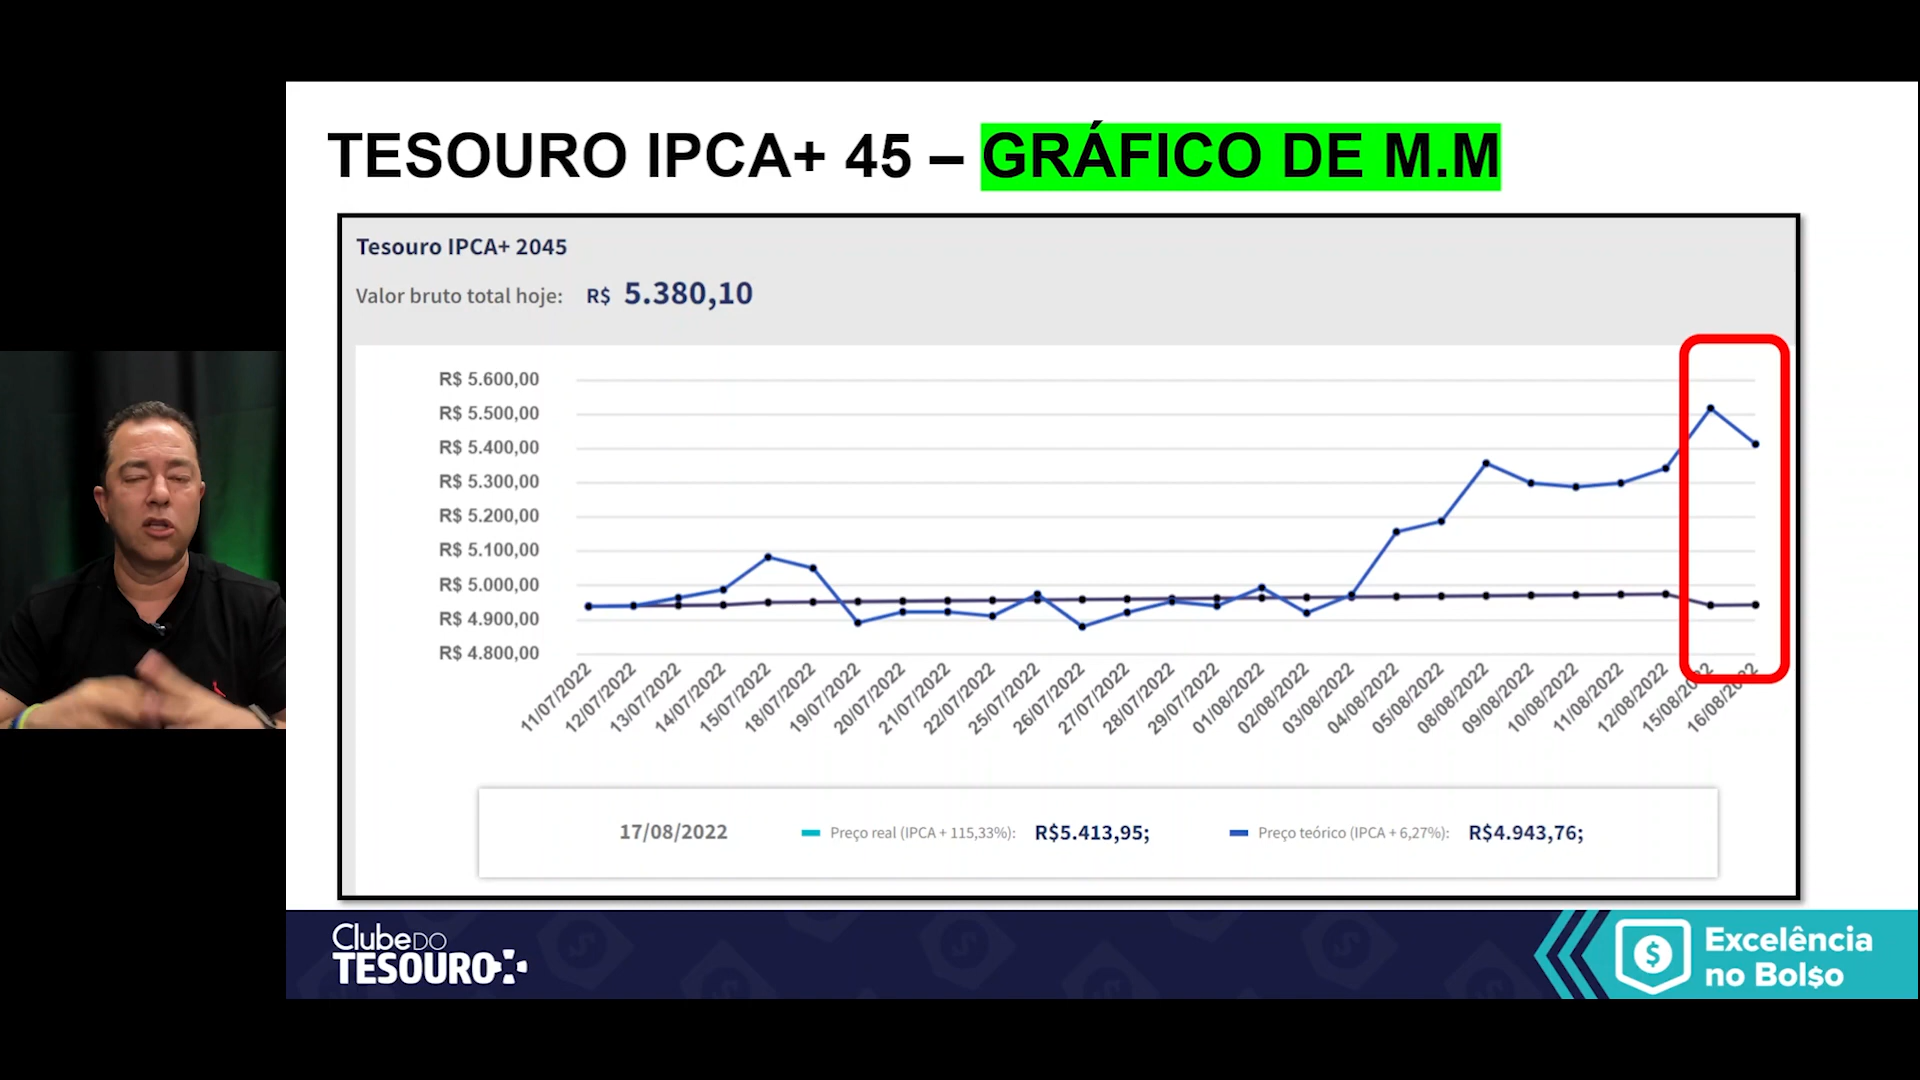 TESOURO IPCA+ 45 – GRÁFICO DE M.M
Tesouro IPCA+ 2045
Valor bruto total hoje: R$ 5.380,10
R$ 5.600,00
R$ 5.500,00
R$ 5.400,00
R$ 5.300,00
R$ 5.200,00
R$ 5.100,00
R$ 5.000,00
R$ 4.900,00
R$ 4.800,00
11/07/2022
12/07/2022
13/07/2022
14/07/2022
15/07/2022
18/07/2022
19/07/2022
20/07/2022
21/07/2022
22/07/2022
25/07/2022
26/07/2022
27/07/2022
28/07/2022
29/07/2022
01/08/2022
02/08/2022
03/08/2022
04/08/2022
05/08/2022
08/08/2022
09/08/2022
10/08/2022
11/08/2022
12/08/2022
15/08/2022
16/08/2022
17/08/2022 Preço real (IPCA + 115,33%): R$5.413,95; Preço teórico (IPCA + 6,27%): R$4.943,76;
Clube DO
TESOURO
Excelência
no Bol$o